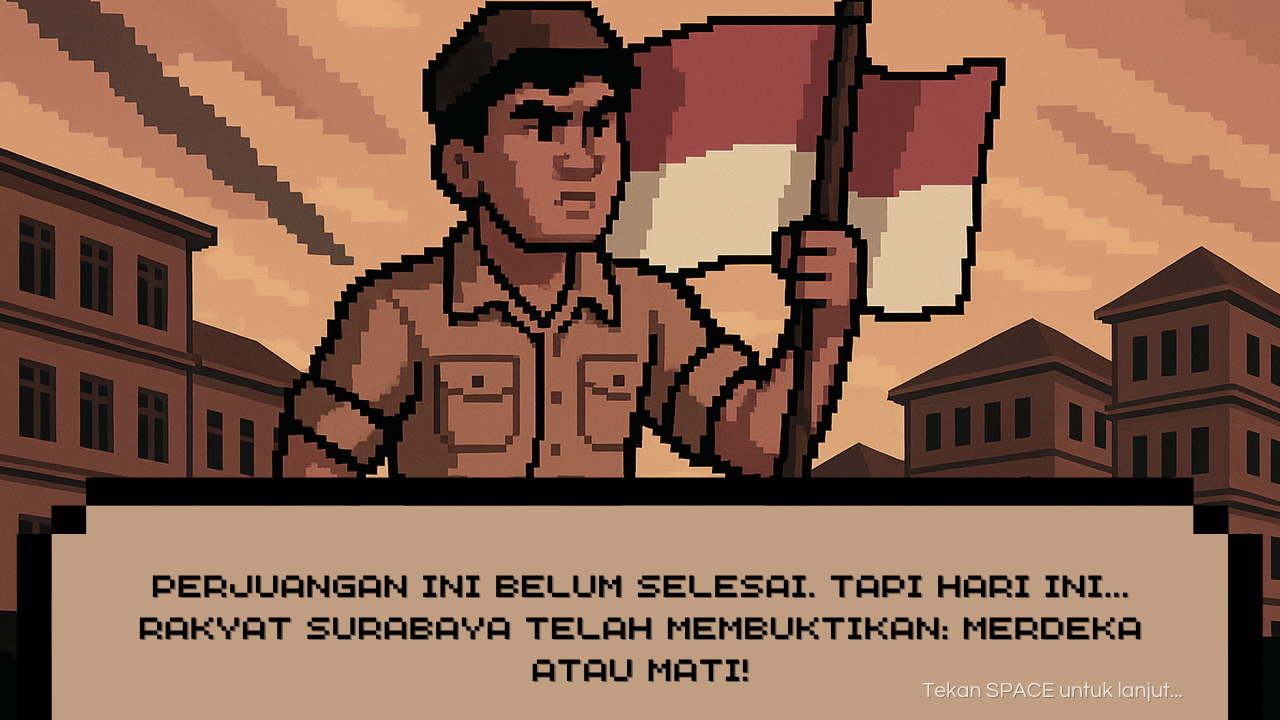 PERJUANGAN INI BELUM SELESAI. TAPI HARI INI...
RAKYAT SURABAYA TELAH MEMBUKTIKAN: MERDEKA
ATAU MATI!
Tekan SPACE untuk lanjut...